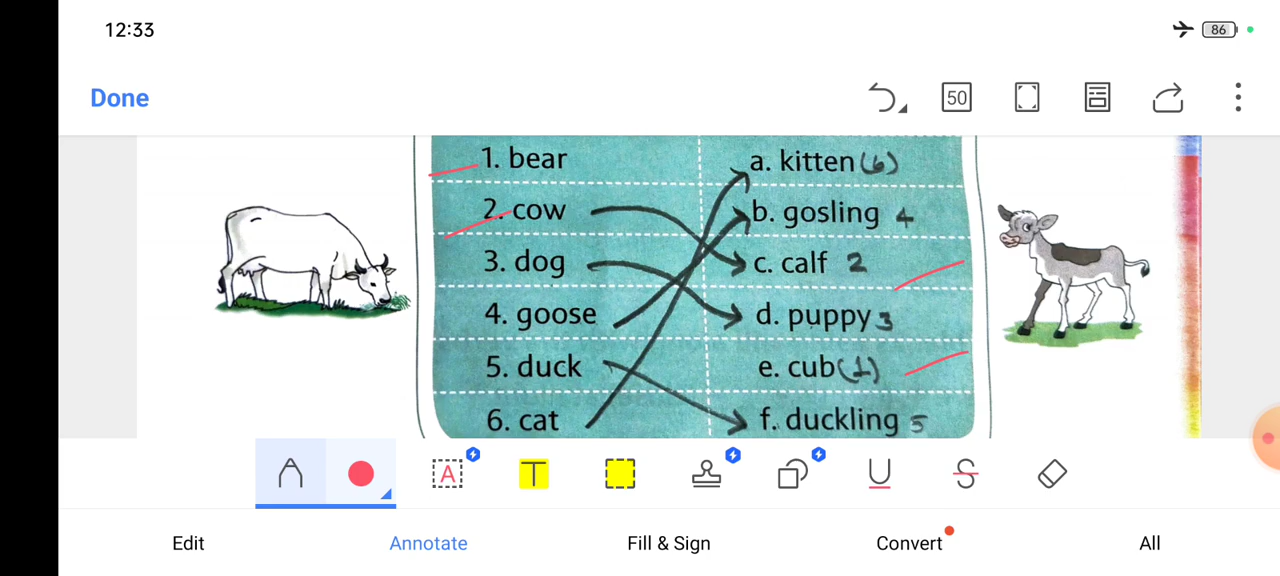 12:33
86
Done
50
1. bear
a. kitten (6)
2. cow
b. gosling 4
3. dog
c. calf 2
4. goose
d. puppy 3
5. duck
e. cub (1)
6. cat
f. duckling 5
A
T
U
S
Edit
Annotate
Fill & Sign
Convert
All